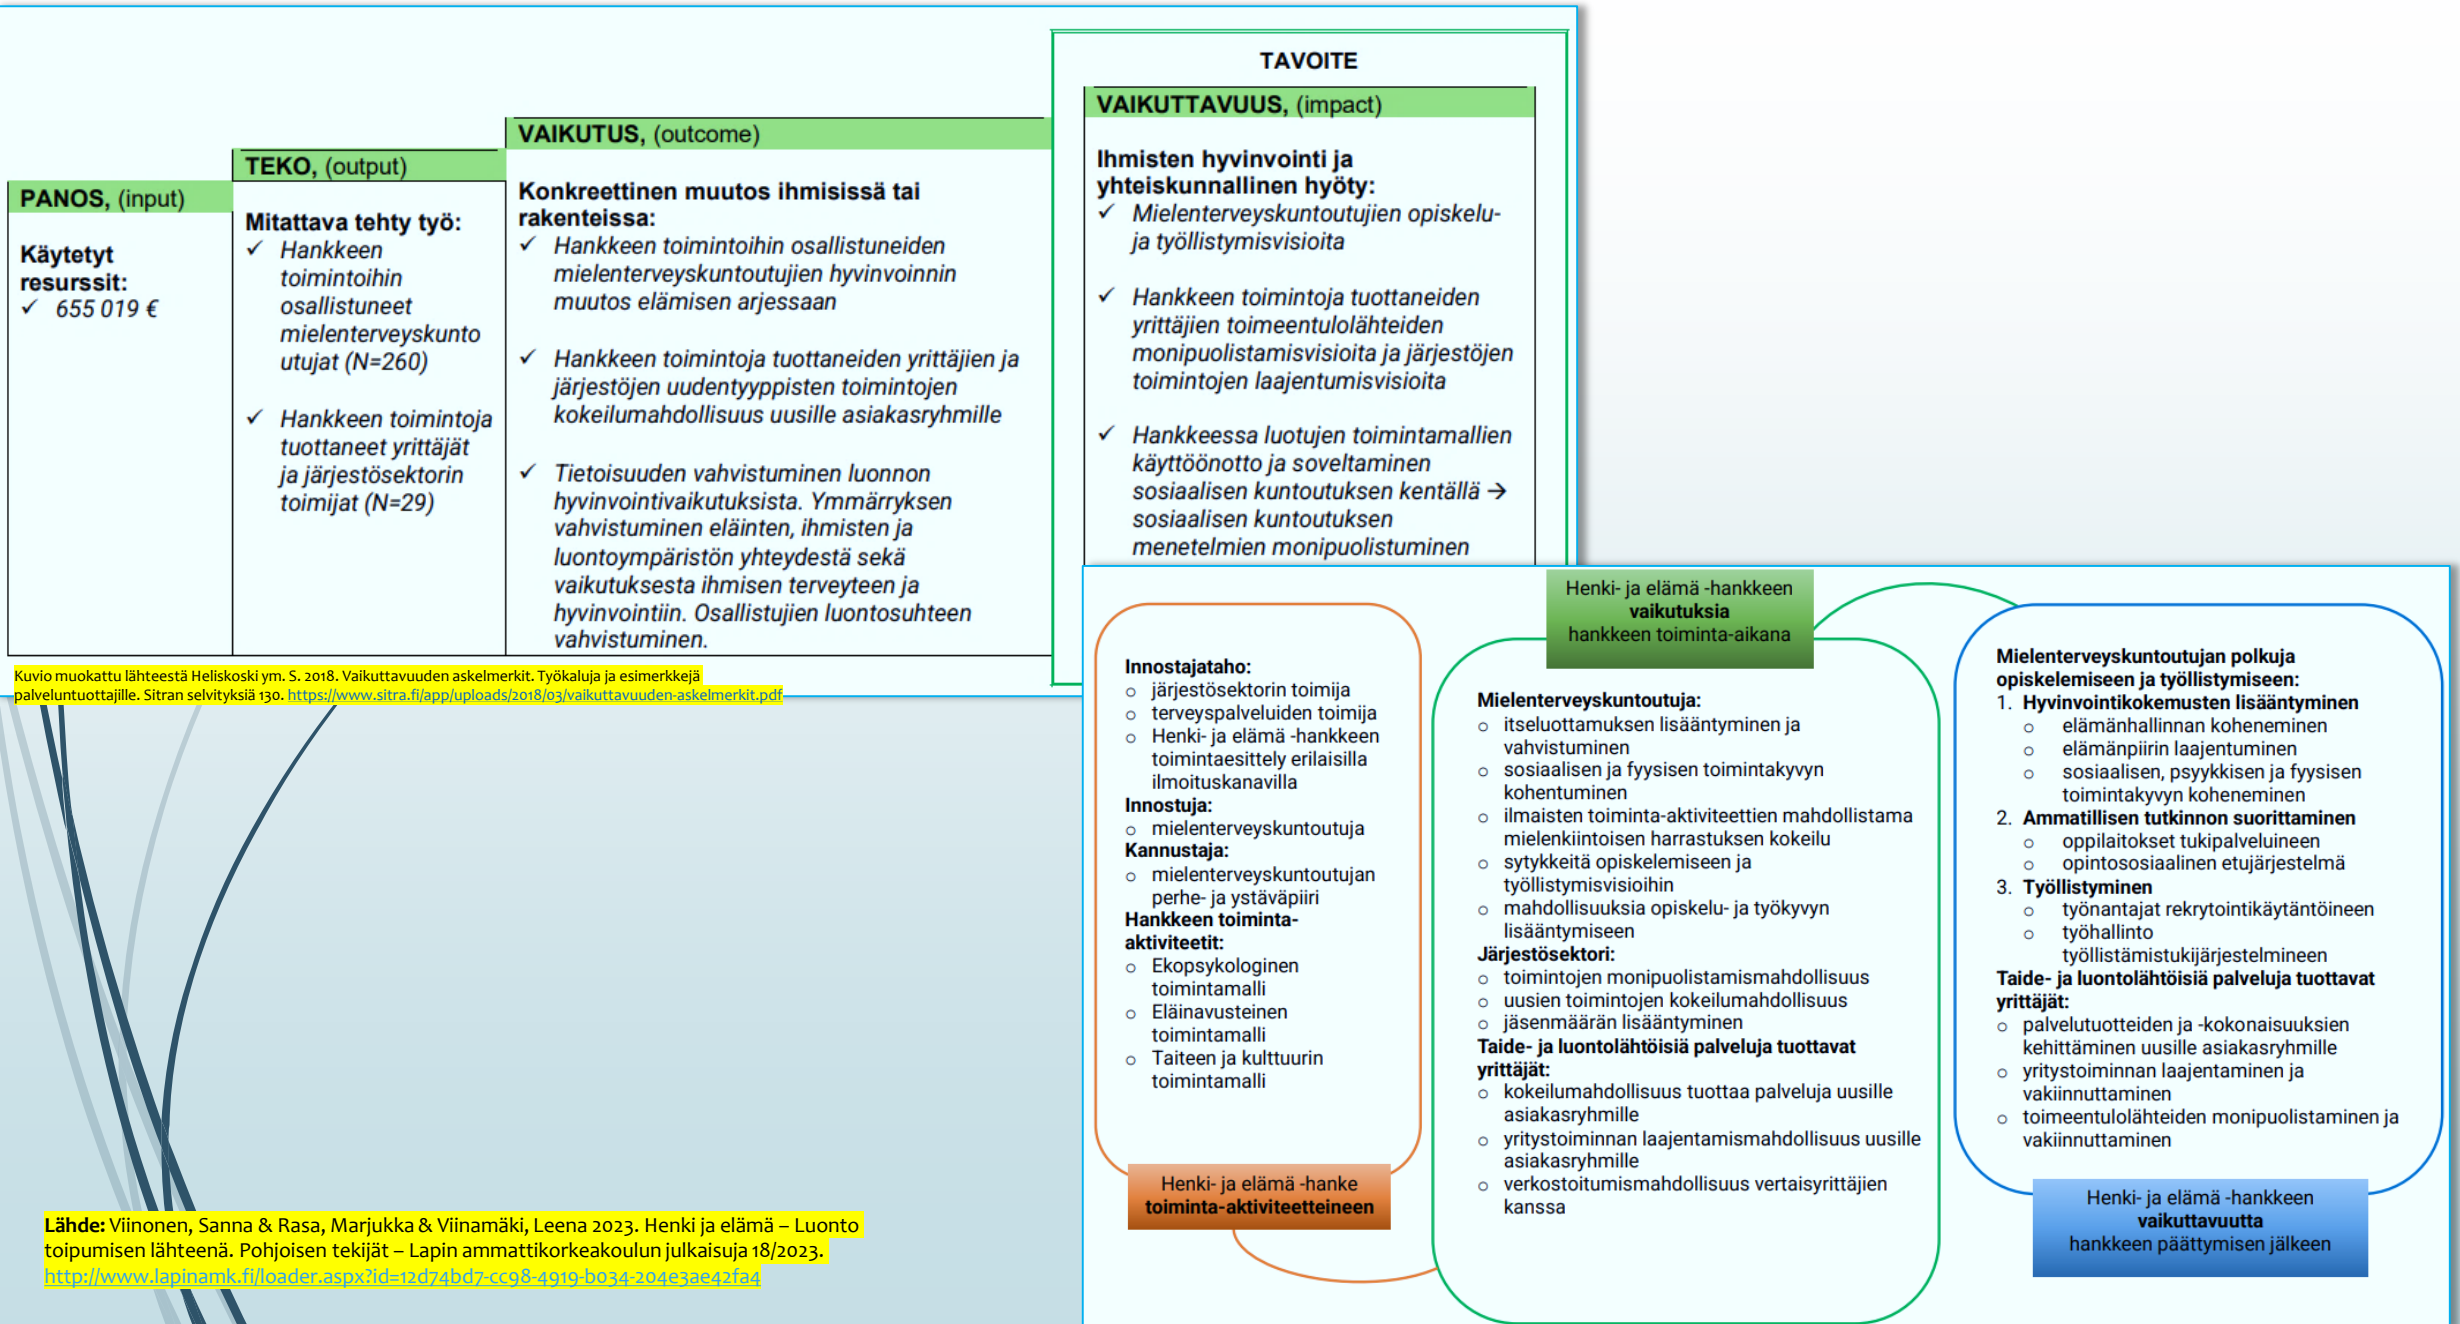 PANOS, (input)
Käytetyt
resurssit:
✓ 655 019 €
TEKO, (output)
Mitattava tehty työ:
✓ Hankkeen
toimintoihin
osallistuneet
mielenterveyskunto
utujat (N=260)
✓ Hankkeen toimintoja
tuottaneet yrittäjät
ja järjestösektorin
toimijat (N=29)
VAIKUTUS, (outcome)
Konkreettinen muutos ihmisissä tai
rakenteissa:
✓ Hankkeen toimintoihin osallistuneiden
mielenterveyskuntoutujien hyvinvoinnin
muutos elämisen arjessaan
✓ Hankkeen toimintoja tuottaneiden yrittäjien ja
järjestöjen uudentyyppisten toimintojen
kokeilumahdollisuus uusille asiakasryhmille
✓ Tietoisuuden vahvistuminen luonnon
hyvinvointivaikutuksista. Ymmärryksen
vahvistuminen eläinten, ihmisten ja
luontoympäristön yhteydestä sekä
vaikutuksesta ihmisen terveyteen ja
hyvinvointiin. Osallistujien luontosuhteen
vahvistuminen.
TAVOITE
VAIKUTTAVUUS, (impact)
Ihmisten hyvinvointi ja
yhteiskunnallinen hyöty:
✓ Mielenterveyskuntoutujien opiskelu-
ja työllistymisvisioita
✓ Hankkeen toimintoja tuottaneiden
yrittäjien toimeentulolähteiden
monipuolistamisvisioita ja järjestöjen
toimintojen laajentumisvisioita
✓ Hankkeessa luotujen toimintamallien
käyttöönotto ja soveltaminen
sosiaalisen kuntoutuksen kentällä →
sosiaalisen kuntoutuksen
menetelmien monipuolistuminen
Kuvio muokattu lähteestä Heliskoski ym. S. 2018. Vaikuttavuuden askelmerkit. Työkaluja ja esimerkkejä
palveluntuottajille. Sitran selvityksiä 130. https://www.sitra.fi/app/uploads/2018/03/vaikuttavuuden-askelmerkit.pdf
Innostajataho:
o järjestösektorin toimija
o terveyspalveluiden toimija
o Henki- ja elämä -hankkeen
toimintaesittely erilaisilla
ilmoituskanavilla
Innostuja:
o mielenterveyskuntoutuja
Kannustaja:
o mielenterveyskuntoutujan
perhe- ja ystäväpiiri
Hankkeen toiminta-
aktiviteetit:
o Ekopsykologinen
toimintamalli
o Eläinavusteinen
toimintamalli
o Taiteen ja kulttuurin
toimintamalli
Henki- ja elämä -hanke
toiminta-aktiviteetteineen
Henki- ja elämä -hankkeen
vaikutuksia
hankkeen toiminta-aikana
Mielenterveyskuntoutuja:
o itseluottamuksen lisääntyminen ja
vahvistuminen
o sosiaalisen ja fyysisen toimintakyvyn
kohentuminen
o ilmaisten toiminta-aktiviteettien mahdollistama
mielenkiintoisen harrastuksen kokeilu
o sytykkeitä opiskelemiseen ja
työllistymisvisioihin
o mahdollisuuksia opiskelu- ja työkyvyn
lisääntymiseen
Järjestösektori:
o toimintojen monipuolistamismahdollisuus
o uusien toimintojen kokeilumahdollisuus
o jäsenmäärän lisääntyminen
Taide- ja luontolähtöisiä palveluja tuottavat
yrittäjät:
o kokeilumahdollisuus tuottaa palveluja uusille
asiakasryhmille
o yritystoiminnan laajentamismahdollisuus uusille
asiakasryhmille
o verkostoitumismahdollisuus vertaisyrittäjien
kanssa
Mielenterveyskuntoutujan polkuja
opiskelemiseen ja työllistymiseen:
1. Hyvinvointikokemusten lisääntyminen
o elämänhallinnan koheneminen
o elämänpiirin laajentuminen
o sosiaalisen, psyykkisen ja fyysisen
toimintakyvyn koheneminen
2. Ammatillisen tutkinnon suorittaminen
o oppilaitokset tukipalveluineen
o opintososiaalinen etujärjestelmä
3. Työllistyminen
o työnantajat rekrytointikäytäntöineen
o työhallinto
työllistämistukijärjestelmineen
Taide- ja luontolähtöisiä palveluja tuottavat
yrittäjät:
o palvelutuotteiden ja -kokonaisuuksien
kehittäminen uusille asiakasryhmille
o yritystoiminnan laajentaminen ja
vakiinnuttaminen
o toimeentulolähteiden monipuolistaminen ja
vakiinnuttaminen
Henki- ja elämä -hankkeen
vaikuttavuutta
hankkeen päättymisen jälkeen
Lähde: Viinonen, Sanna & Rasa, Marjukka & Viinamäki, Leena 2023. Henki ja elämä – Luonto
toipumisen lähteenä. Pohjoisen tekijät – Lapin ammattikorkeakoulun julkaisuja 18/2023.
http://www.lapinamk.fi/loader.aspx?id=12d74bd7-cc98-4919-b034-204e3ae42fa4